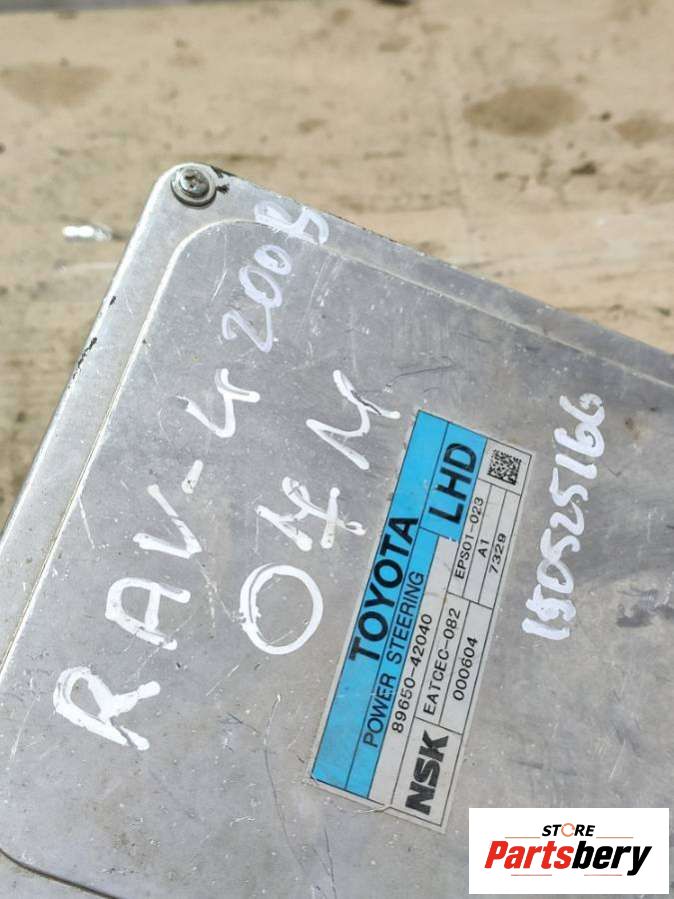 RAV-4 2008
TOYOTA LHD
POWER STEERING
89650-42040 EPS01-023
EATCEC-082 A1
NSK 000604 7329
150525166
STORE
Partsbery